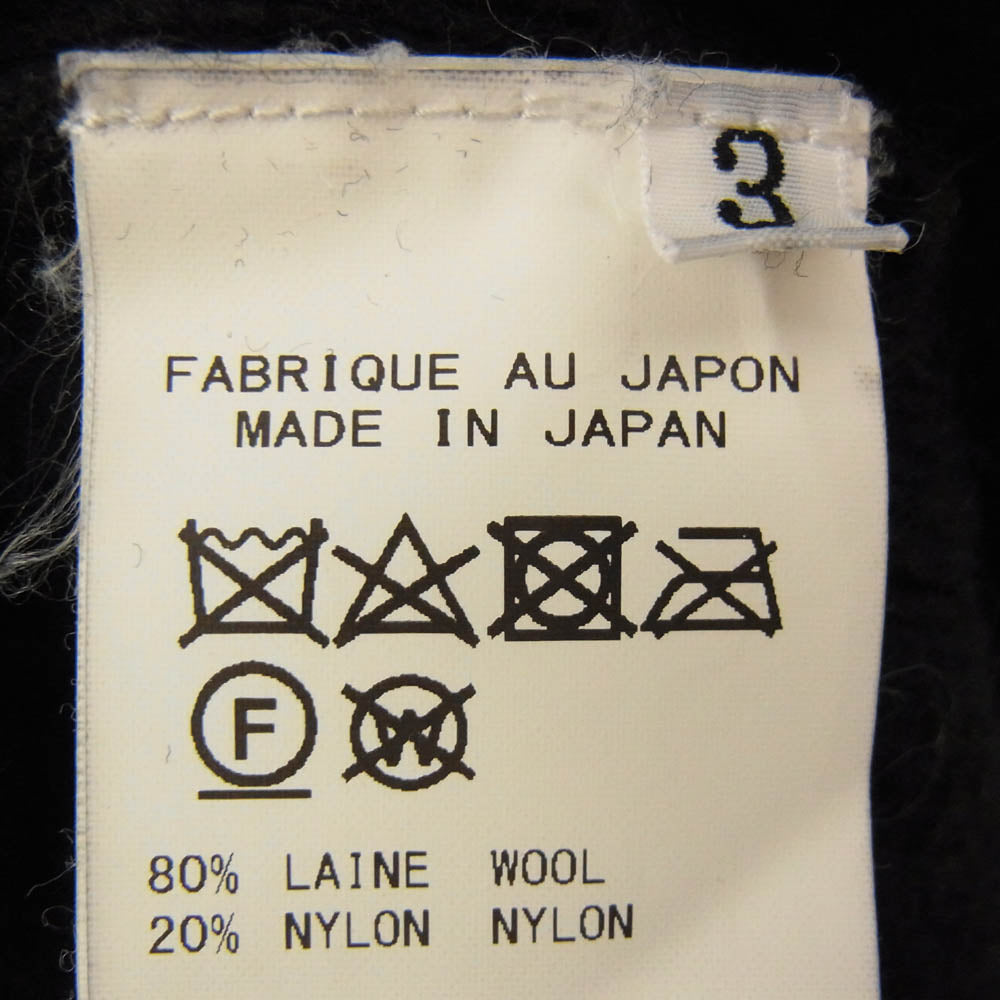 3
FABRIQUE AU JAPON
MADE IN JAPAN
F W
80% LAINE WOOL
20% NYLON NYLON